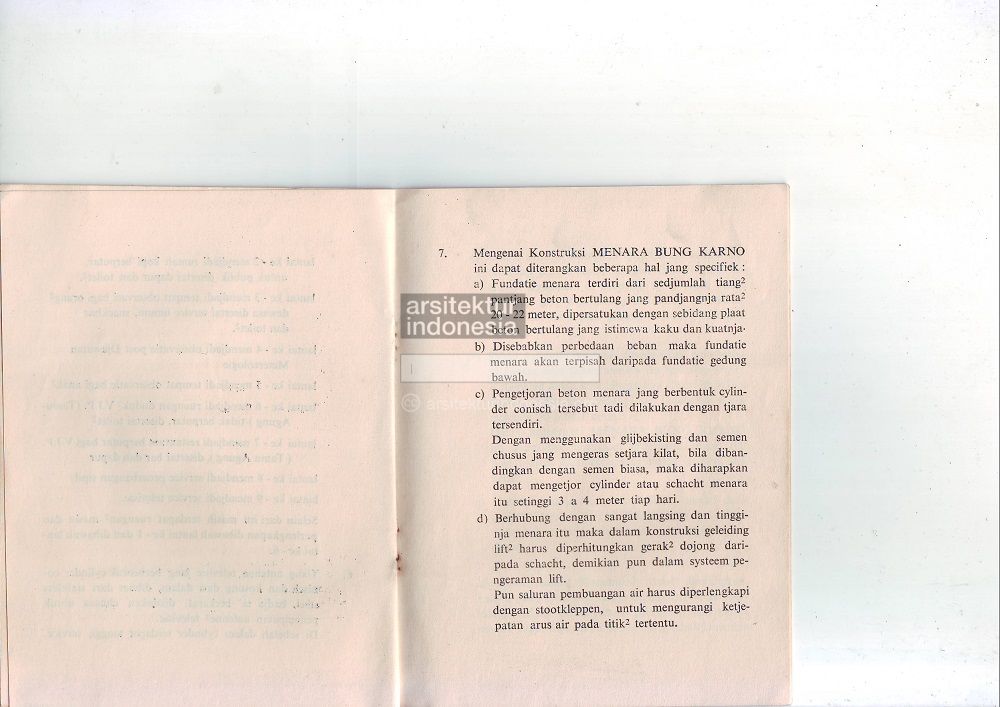 7. Mengenai Konstruksi MENARA BUNG KARNO
ini dapat diterangkan beberapa hal jang specifiek :
a) Fundatie menara terdiri dari sedjumlah tiang²
pantjang beton bertulang jang pandjangnja rata²
20 - 22 meter, dipersatukan dengan sebidang plaat
beton bertulang jang istimewa kaku dan kuatnja.
b) Disebabkan perbedaan beban maka fundatie
menara akan terpisah daripada fundatie gedung
bawah.
c) Pengetjoran beton menara jang berbentuk cylin-
der conisch tersebut tadi dilakukan dengan tjara
tersendiri.
Dengan menggunakan glijbekisting dan semen
chusus jang mengeras setjara kilat, bila diban-
dingkan dengan semen biasa, maka diharapkan
dapat mengetjor cylinder atau schacht menara
itu setinggi 3 a 4 meter tiap hari.
d) Berhubung dengan sangat langsing dan tinggi-
nja menara itu maka dalam konstruksi geleiding
lift² harus diperhitungkan gerak² dojong dari-
pada schacht, demikian pun dalam systeem pe-
ngeraman lift.
Pun saluran pembuangan air harus diperlengkapi
dengan stootkleppen, untuk mengurangi ketje-
patan arus air pada titik² tertentu.
arsitektur
indonesia
© arsitektur